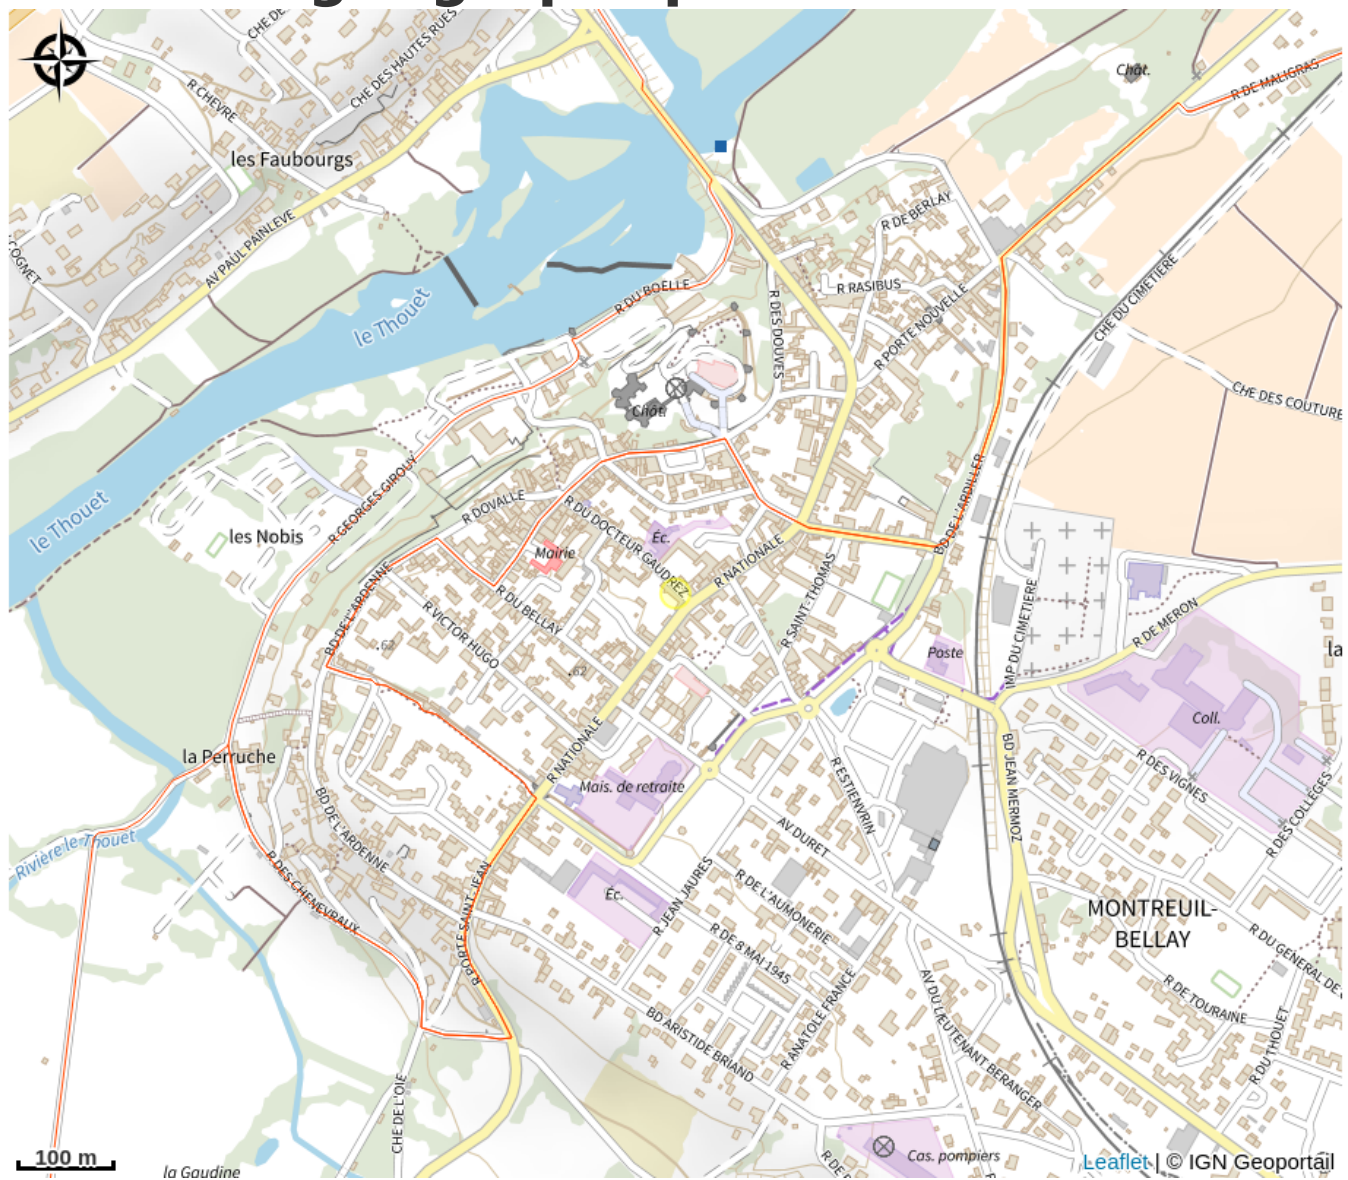 CHE DE
CHE DES HAUTES RUES
R CHEVRE
Chât.
R DE MALIGRAS
les Faubourgs
R DE BERLAY
AV PAUL PAINLEVE
COGNET
CHE DU CIMETIERE
R RASIBUS
R DU BOELLE
R DES DOUVES
R PORTE NOUVELLE
le Thouet
CHE DES COUTURE
Chât.
R GEORGES GIROUY
R DOVALLE
R DU DOCTEUR GAUDREZ
BD DE L'ARDILLER
le Thouet
les Nobis
Éc.
Mairie
R NATIONALE
BD DE L'ARDENNE
R DU BELLAY
R VICTOR HUGO
R SAINT-THOMAS
IMP DU CIMETIERE
R DE MERON
.62
.62
Poste
la
Coll.
la Perruche
R NATIONALE
Mais. de retraite
R ESTIENVRIN
BD JEAN MERMOZ
R DES VIGNES
R DES COLLEGES
BD DE L'ARDENNE
AV DURET
Rivière le Thouet
R DES CHENEVRAUX
R PORTE SAINT-JEAN
Éc.
R JEAN JAURES
R DE L'AUMONERIE
MONTREUIL-
BELLAY
R DE 8 MAI 1945
R DU GENERAL DE
R DE TOURAINE
R ANATOLE FRANCE
AV DU LIEUTENANT BERANGER
BD ARISTIDE BRIAND
R DU THOUET
CHE DE L'OIE
Cas. pompiers
100 m
la Gaudine
Leaflet | © IGN Geoportail